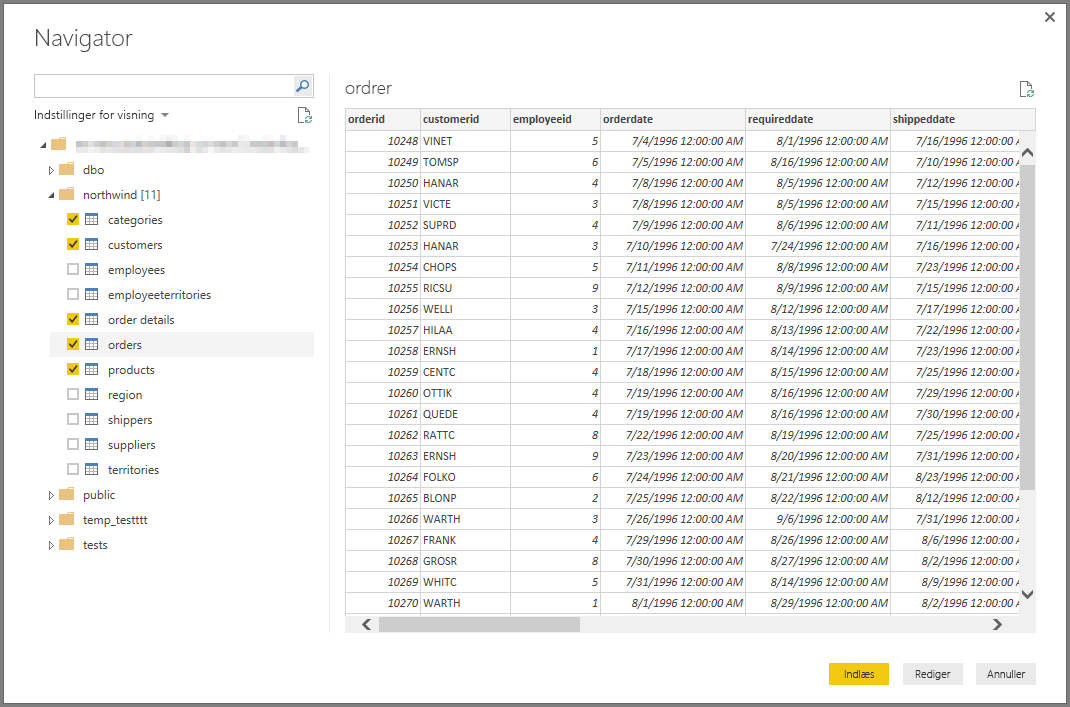 Navigator
Indstillinger for visning
dbo
northwind [11]
categories
customers
employees
employeeterritories
order details
orders
products
region
shippers
suppliers
territories
public
temp_testttt
tests
ordrer
orderid customerid employeeid orderdate requireddate shippeddate
10248 VINET 5 7/4/1996 12:00:00 AM 8/1/1996 12:00:00 AM 7/16/1996 12:00:00
10249 TOMSP 6 7/5/1996 12:00:00 AM 8/16/1996 12:00:00 AM 7/10/1996 12:00:00
10250 HANAR 4 7/8/1996 12:00:00 AM 8/5/1996 12:00:00 AM 7/12/1996 12:00:00
10251 VICTE 3 7/8/1996 12:00:00 AM 8/5/1996 12:00:00 AM 7/15/1996 12:00:00
10252 SUPRD 4 7/9/1996 12:00:00 AM 8/6/1996 12:00:00 AM 7/11/1996 12:00:00
10253 HANAR 3 7/10/1996 12:00:00 AM 7/24/1996 12:00:00 AM 7/16/1996 12:00:00
10254 CHOPS 5 7/11/1996 12:00:00 AM 8/8/1996 12:00:00 AM 7/23/1996 12:00:00
10255 RICSU 9 7/12/1996 12:00:00 AM 8/9/1996 12:00:00 AM 7/15/1996 12:00:00
10256 WELLI 3 7/15/1996 12:00:00 AM 8/12/1996 12:00:00 AM 7/17/1996 12:00:00
10257 HILAA 4 7/16/1996 12:00:00 AM 8/13/1996 12:00:00 AM 7/22/1996 12:00:00
10258 ERNSH 1 7/17/1996 12:00:00 AM 8/14/1996 12:00:00 AM 7/23/1996 12:00:00
10259 CENTC 4 7/18/1996 12:00:00 AM 8/15/1996 12:00:00 AM 7/25/1996 12:00:00
10260 OTTIK 4 7/19/1996 12:00:00 AM 8/16/1996 12:00:00 AM 7/29/1996 12:00:00
10261 QUEDE 4 7/19/1996 12:00:00 AM 8/16/1996 12:00:00 AM 7/30/1996 12:00:00
10262 RATTC 8 7/22/1996 12:00:00 AM 8/19/1996 12:00:00 AM 7/25/1996 12:00:00
10263 ERNSH 9 7/23/1996 12:00:00 AM 8/20/1996 12:00:00 AM 7/31/1996 12:00:00
10264 FOLKO 6 7/24/1996 12:00:00 AM 8/21/1996 12:00:00 AM 8/23/1996 12:00:00
10265 BLONP 2 7/25/1996 12:00:00 AM 8/22/1996 12:00:00 AM 8/12/1996 12:00:00
10266 WARTH 3 7/26/1996 12:00:00 AM 9/6/1996 12:00:00 AM 7/31/1996 12:00:00
10267 FRANK 4 7/29/1996 12:00:00 AM 8/26/1996 12:00:00 AM 8/6/1996 12:00:00
10268 GROSR 8 7/30/1996 12:00:00 AM 8/27/1996 12:00:00 AM 8/2/1996 12:00:00
10269 WHITC 5 7/31/1996 12:00:00 AM 8/14/1996 12:00:00 AM 8/9/1996 12:00:00
10270 WARTH 1 8/1/1996 12:00:00 AM 8/29/1996 12:00:00 AM 8/2/1996 12:00:00
Indlæs Rediger Annuller